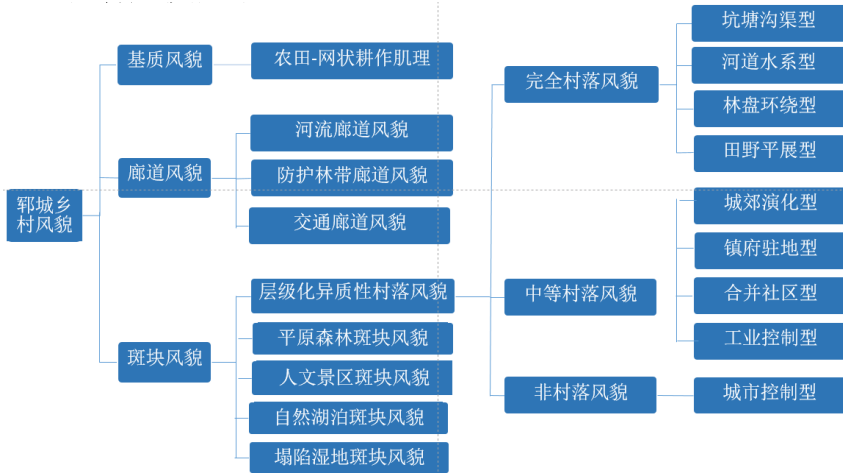 郓城乡
村风貌
基质风貌
廊道风貌
斑块风貌
农田-网状耕作肌理
河流廊道风貌
防护林带廊道风貌
交通廊道风貌
层级化异质性村落风貌
平原森林斑块风貌
人文景区斑块风貌
自然湖泊斑块风貌
塌陷湿地斑块风貌
完全村落风貌
中等村落风貌
非村落风貌
坑塘沟渠型
河道水系型
林盘环绕型
田野平展型
城郊演化型
镇府驻地型
合并社区型
工业控制型
城市控制型